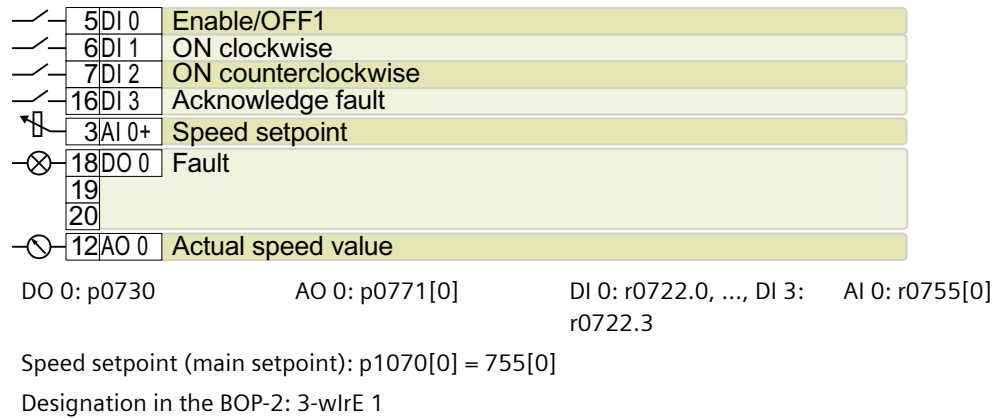 5 DI 0 Enable/OFF1
6 DI 1 ON clockwise
7 DI 2 ON counterclockwise
16 DI 3 Acknowledge fault
3 AI 0+ Speed setpoint
18 DO 0 Fault
19
20
12 AO 0 Actual speed value
DO 0: p0730 AO 0: p0771[0] DI 0: r0722.0, ..., DI 3: AI 0: r0755[0]
r0722.3
Speed setpoint (main setpoint): p1070[0] = 755[0]
Designation in the BOP-2: 3-wIrE 1